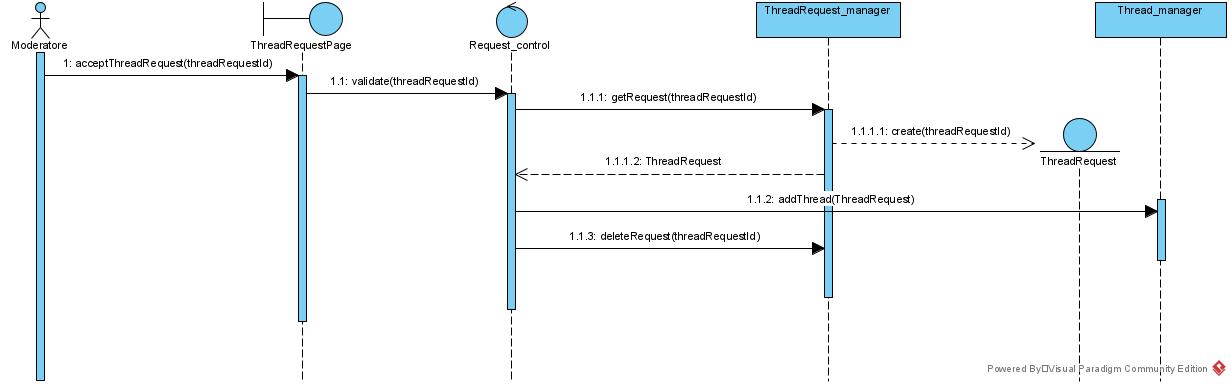 ThreadRequest_manager
Thread_manager
Moderatore
ThreadRequestPage
Request_control
1: acceptThreadRequest(threadRequestId)
1.1: validate(threadRequestId)
1.1.1: getRequest(threadRequestId)
1.1.1.1: create(threadRequestId)
ThreadRequest
1.1.1.2: ThreadRequest
1.1.2: addThread(ThreadRequest)
1.1.3: deleteRequest(threadRequestId)
Powered By□Visual Paradigm Community Edition